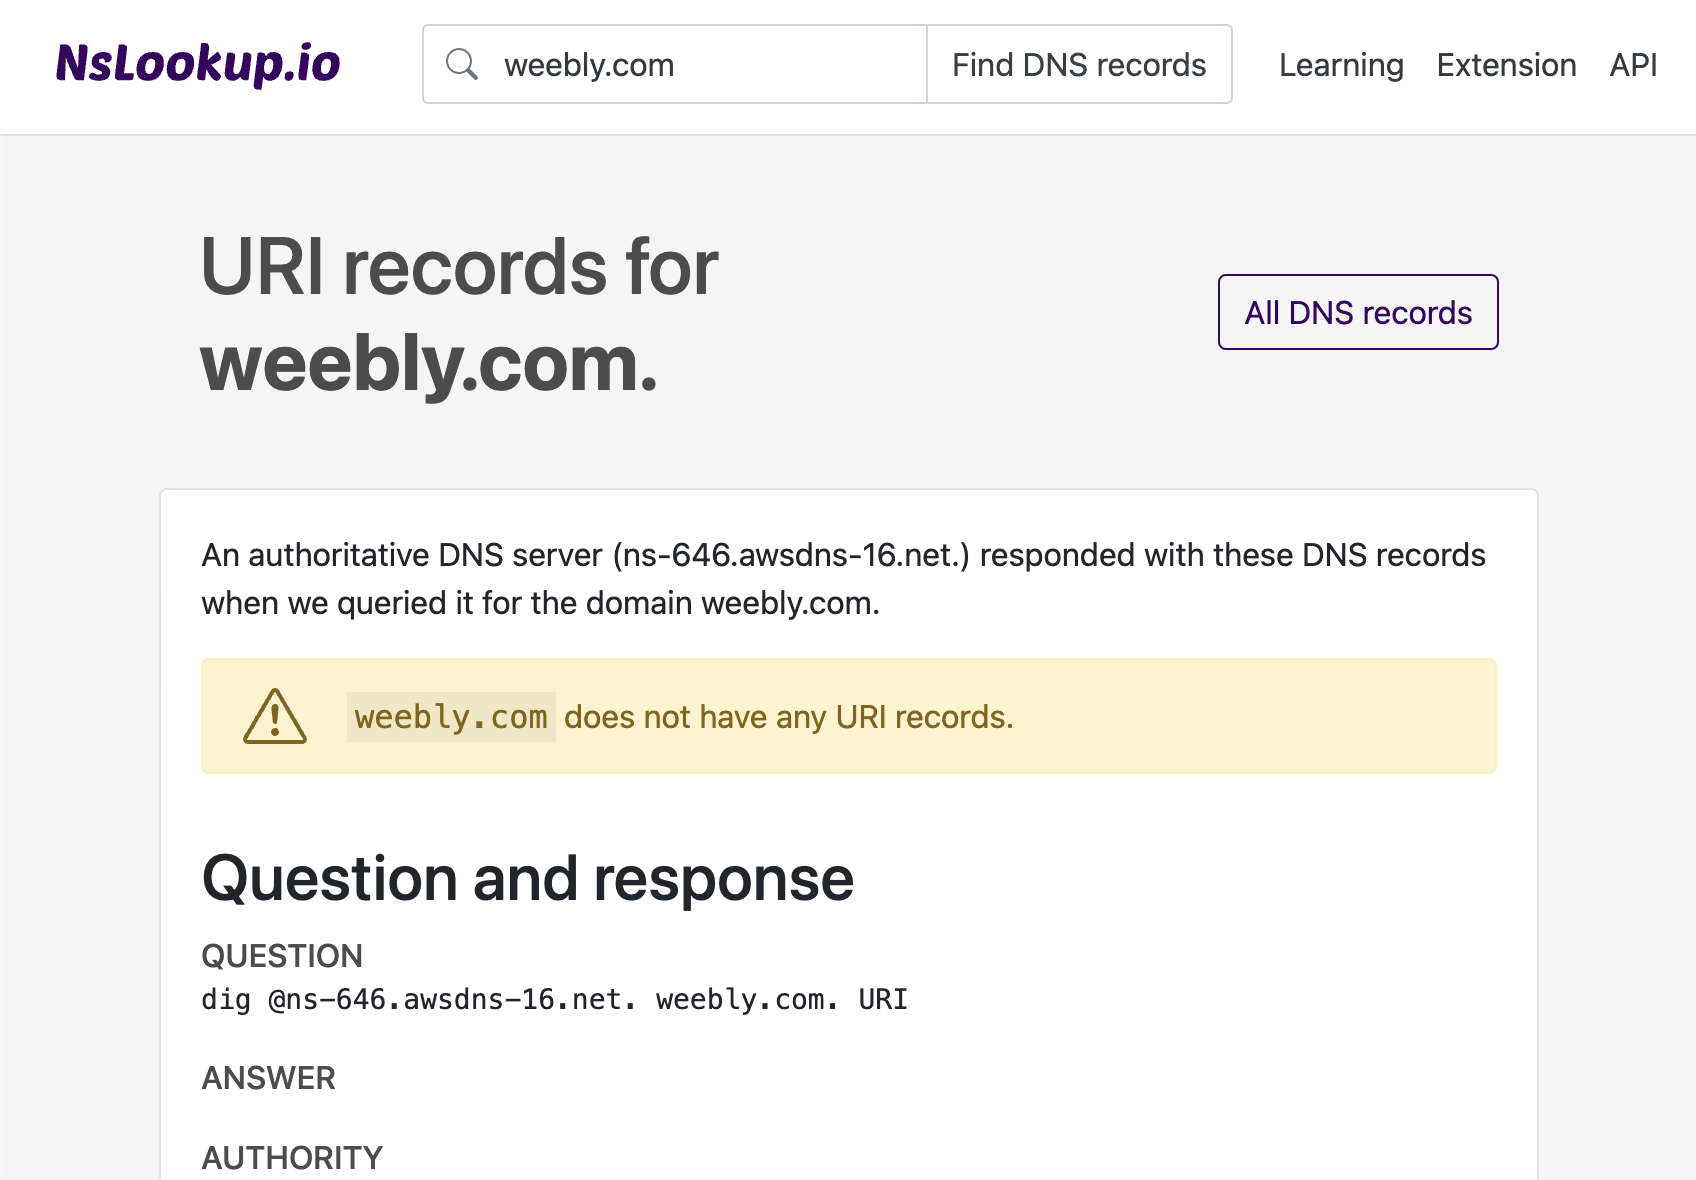 NsLookup.io
weebly.com
Find DNS records
Learning
Extension
API
URI records for
weebly.com.
All DNS records
An authoritative DNS server (ns-646.awsdns-16.net.) responded with these DNS records
when we queried it for the domain weebly.com.
weebly.com does not have any URI records.
Question and response
QUESTION
dig @ns-646.awsdns-16.net. weebly.com. URI
ANSWER
AUTHORITY